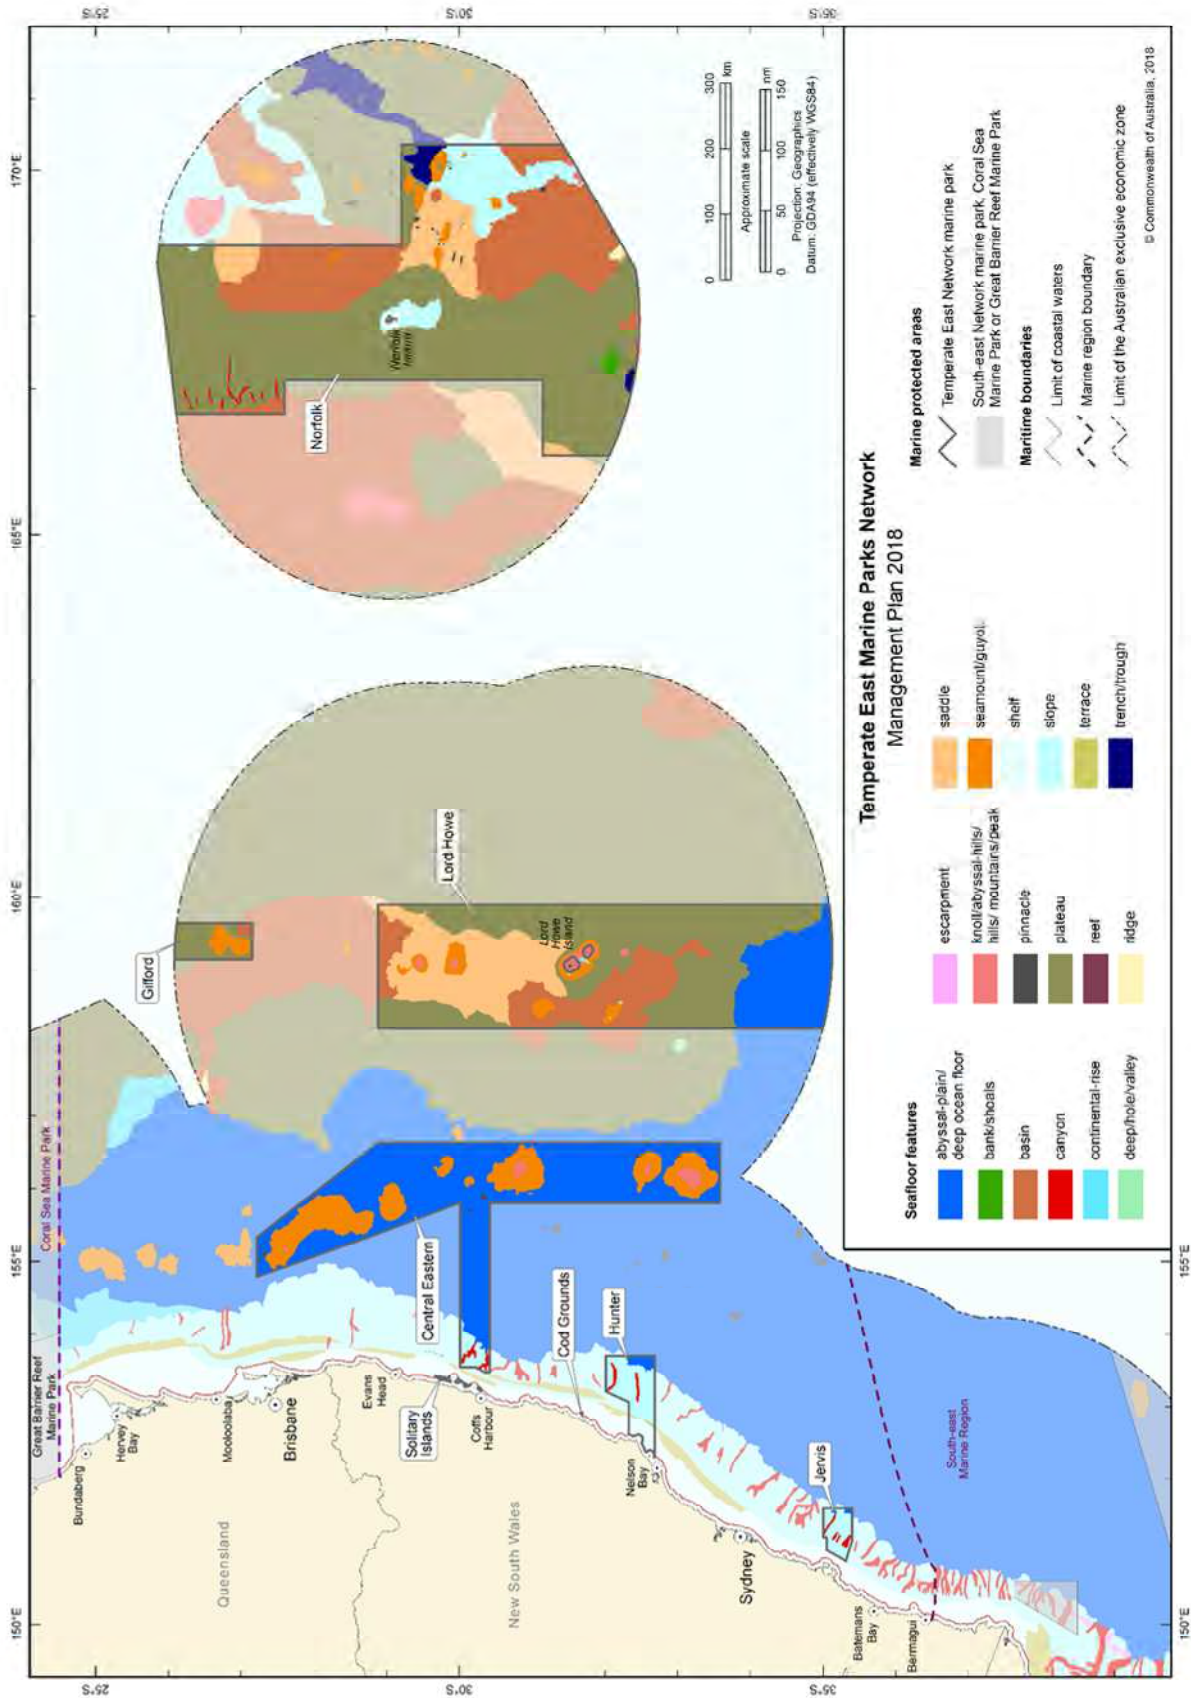 150°E
155°E
160°E
165°E
170°E
25°S
30°S
35°S
Great Barrier Reef
Marine Park
Coral Sea Marine Park
Bundaberg
Hervey
Bay
Mooloolaba
Brisbane
Queensland
Evans
Head
Solitary
Islands
Coffs
Harbour
New South Wales
Central Eastern
Cod Grounds
Hunter
Nelson
Bay
Sydney
Jervis
Batemans
Bay
Bermagui
South-east
Marine Region
Gifford
Lord Howe
Lord
Howe
Island
Norfolk
Norfolk
Island
0 100 200 300
km
Approximate scale
0 50 100 150
nm
Projection: Geographics
Datum: GDA94 (effectively WGS84)
Temperate East Marine Parks Network
Management Plan 2018
Seafloor features
abyssal-plain/
deep ocean floor
bank/shoals
basin
canyon
continental-rise
deep/hole/valley
escarpment
knoll/abyssal-hills/
hills/ mountains/peak
pinnacle
plateau
reef
ridge
saddle
seamount/guyot
shelf
slope
terrace
trench/trough
Marine protected areas
Temperate East Network marine park
South-east Network marine park, Coral Sea
Marine Park or Great Barrier Reef Marine Park
Maritime boundaries
Limit of coastal waters
Marine region boundary
Limit of the Australian exclusive economic zone
© Commonwealth of Australia, 2018
150°E
155°E
25°S
30°S
35°S